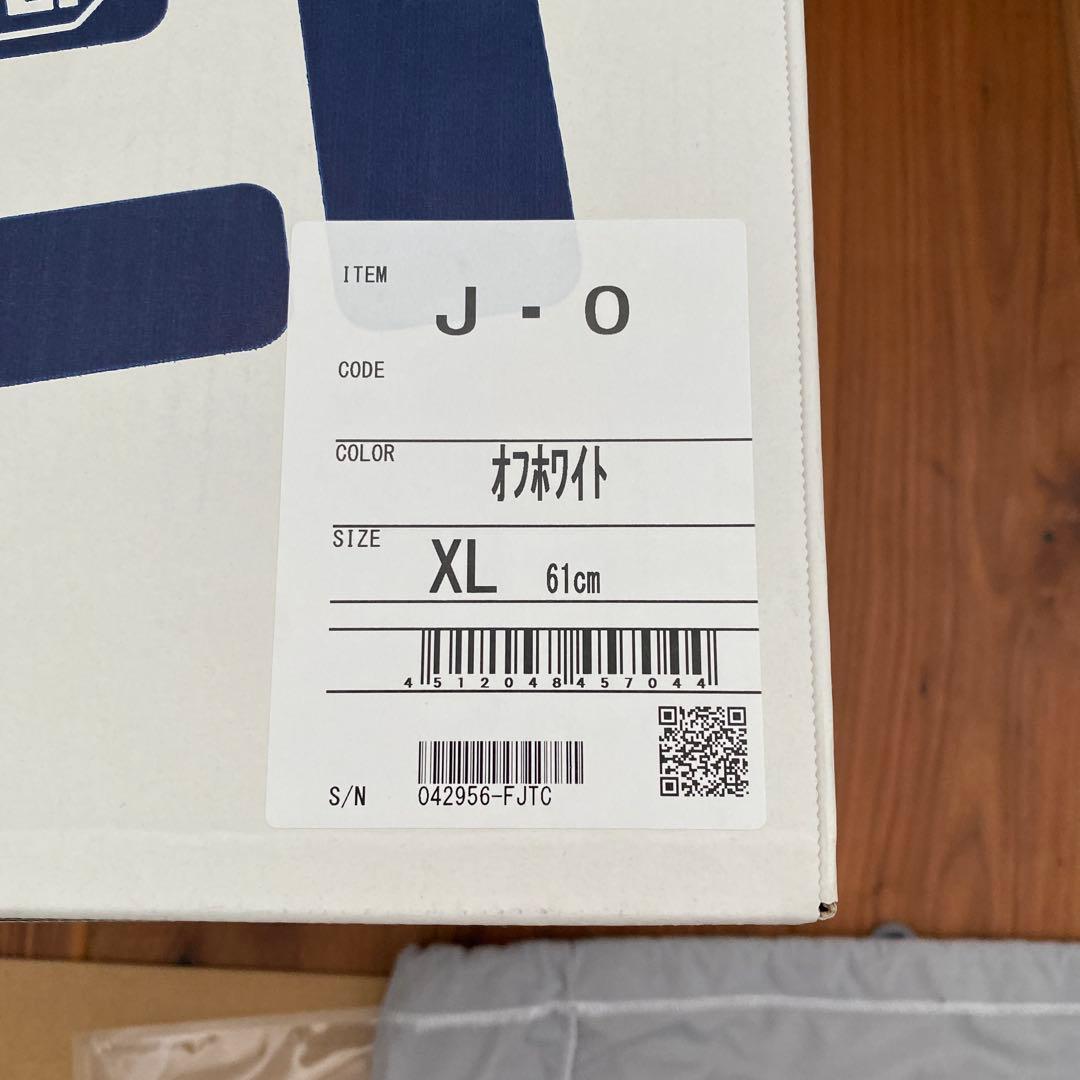 ITEM
J - O
CODE
COLOR オフホワイト
SIZE XL 61cm
4512048457044
S/N 042956-FJTC